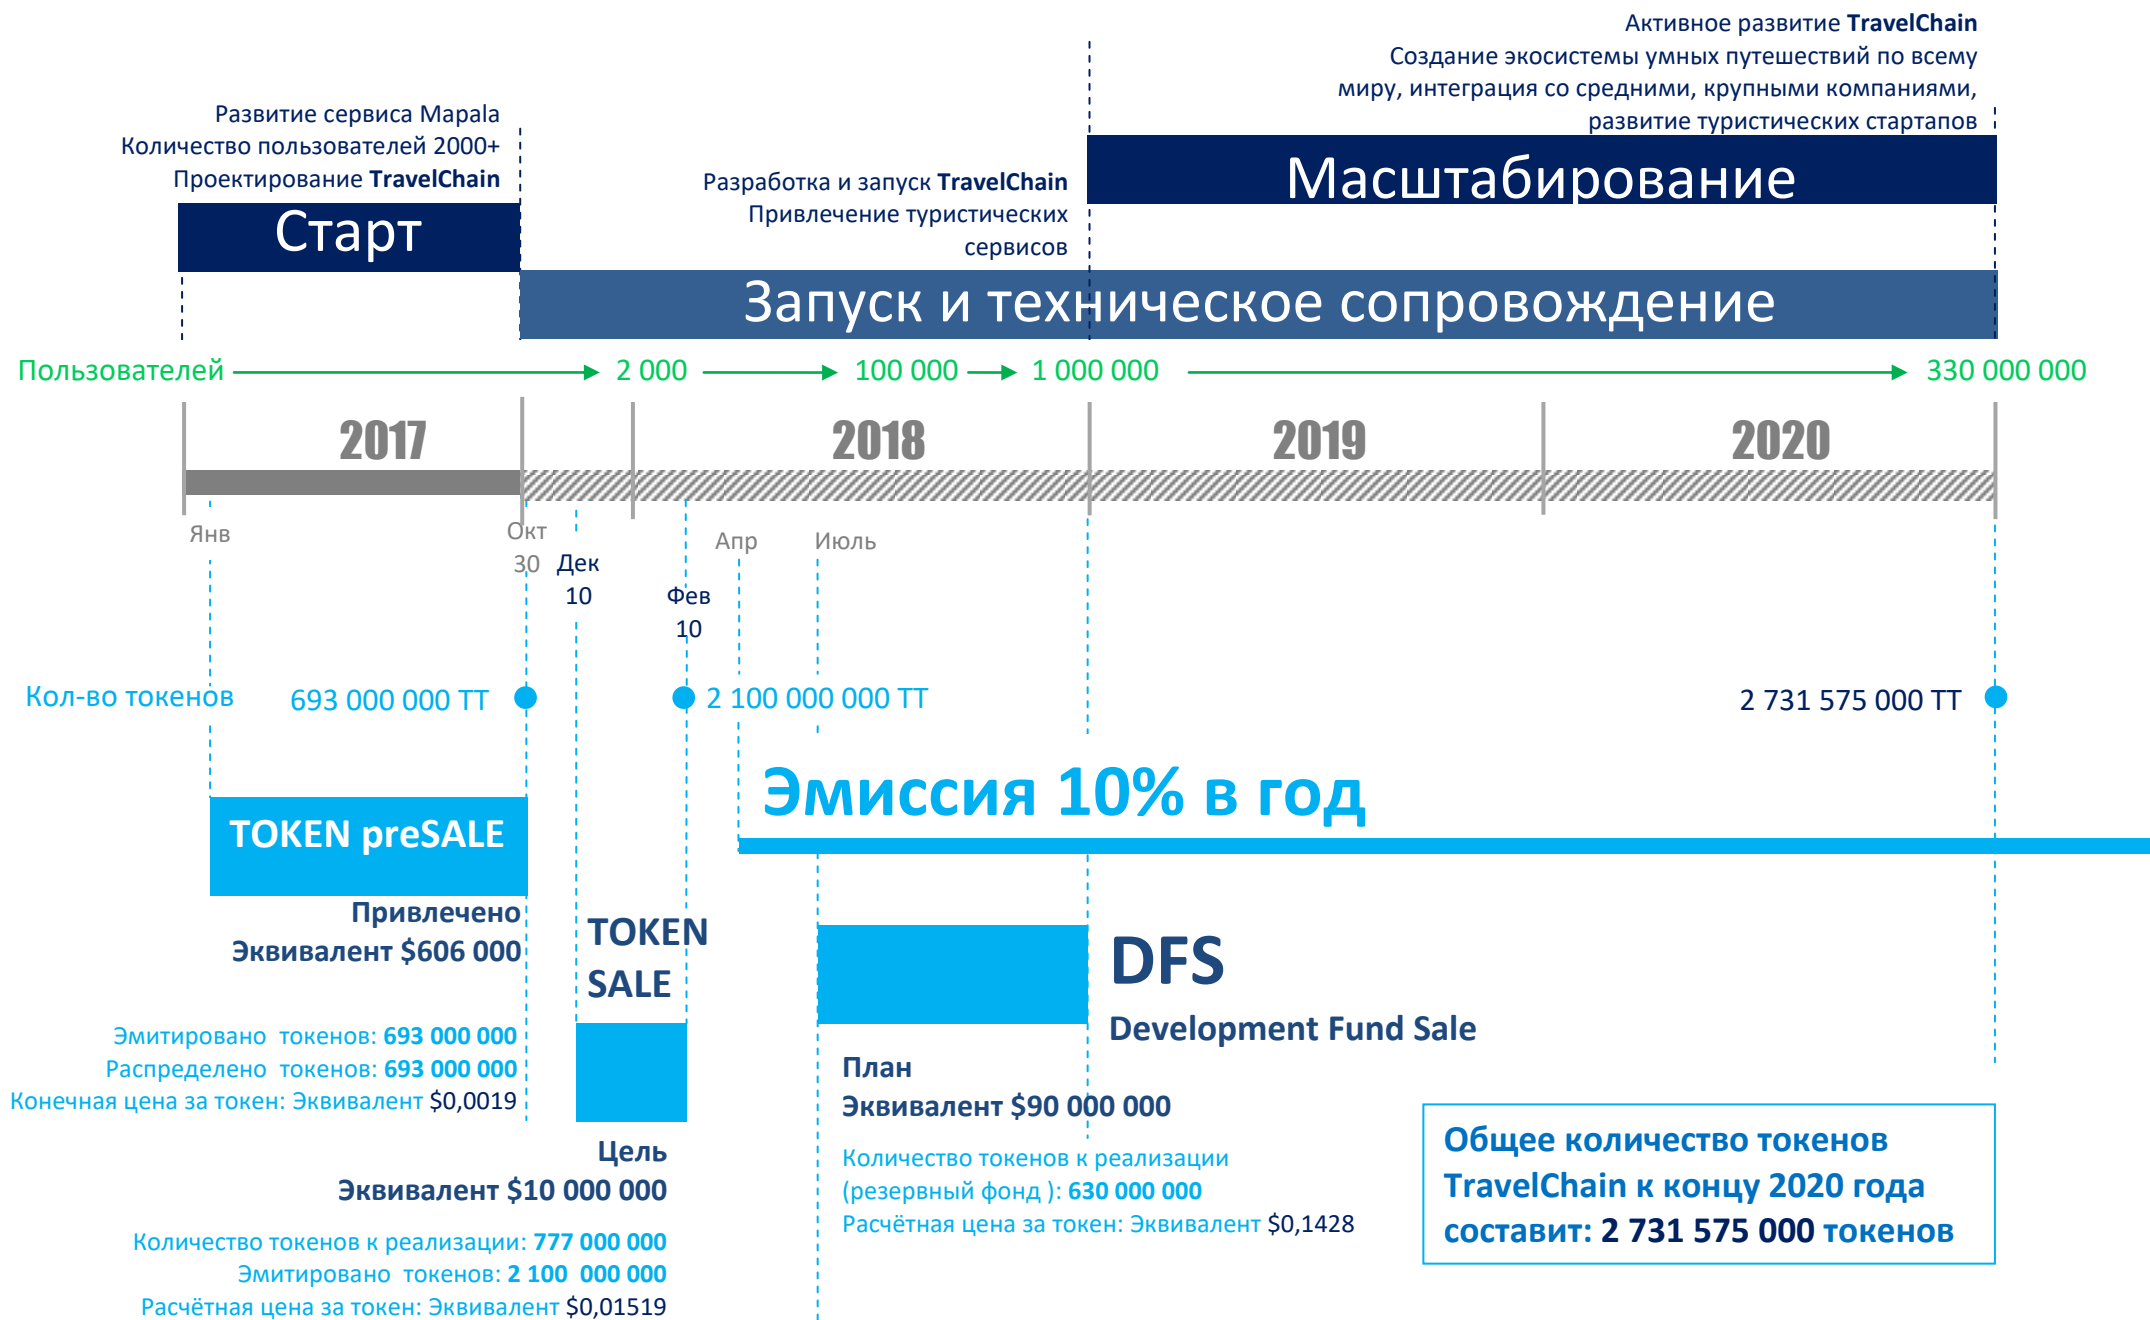 Активное развитие TravelChain
Создание экосистемы умных путешествий по всему
миру, интеграция со средними, крупными компаниями,
развитие туристических стартапов
Развитие сервиса Mapala
Количество пользователей 2000+
Проектирование TravelChain
Разработка и запуск TravelChain
Привлечение туристических
сервисов
Масштабирование
Старт
Запуск и техническое сопровождение
Пользователей 2 000 100 000 1 000 000 330 000 000
2017 2018 2019 2020
Янв
Окт
30
Дек
10
Фев
10
Апр
Июль
Кол-во токенов 693 000 000 TT 2 100 000 000 TT 2 731 575 000 TT
Эмиссия 10% в год
TOKEN preSALE
Привлечено
Эквивалент $606 000
Эмитировано токенов: 693 000 000
Распределено токенов: 693 000 000
Конечная цена за токен: Эквивалент $0,0019
TOKEN
SALE
Цель
Эквивалент $10 000 000
Количество токенов к реализации: 777 000 000
Эмитировано токенов: 2 100 000 000
Расчётная цена за токен: Эквивалент $0,01519
DFS
Development Fund Sale
План
Эквивалент $90 000 000
Количество токенов к реализации
(резервный фонд ): 630 000 000
Расчётная цена за токен: Эквивалент $0,1428
Общее количество токенов
TravelChain к концу 2020 года
составит: 2 731 575 000 токенов